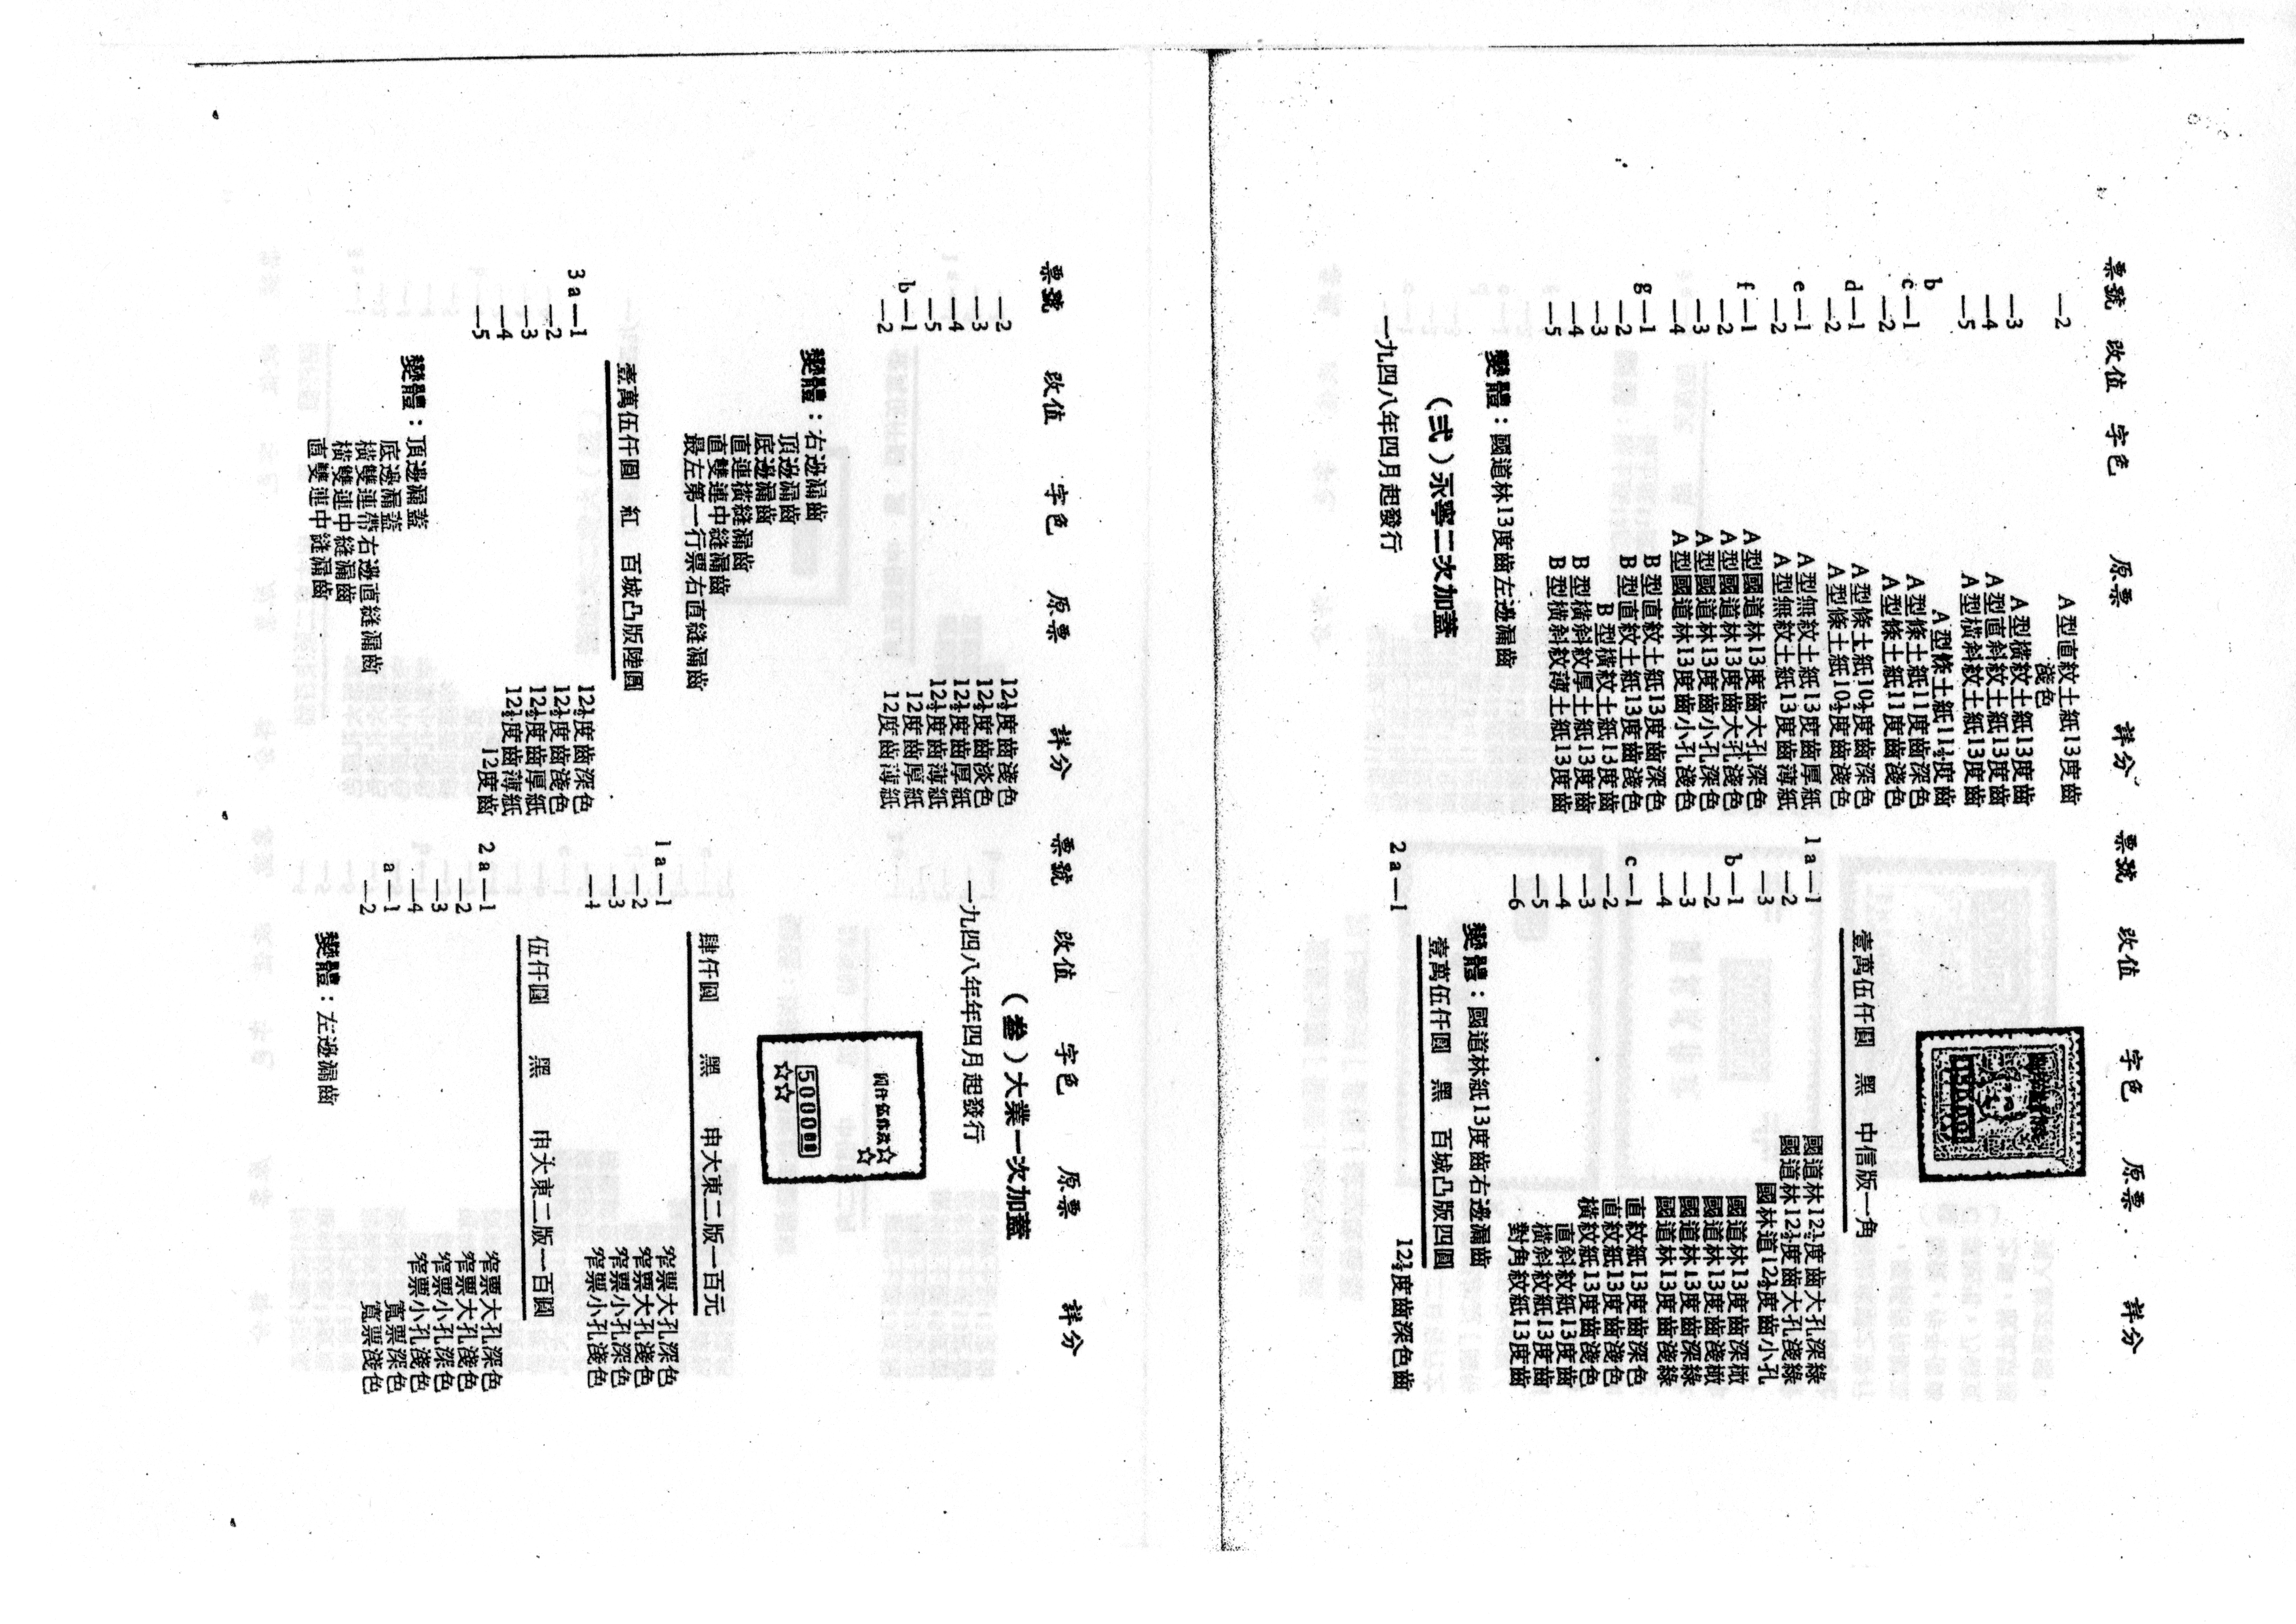 票號 改值 字色 原票 詳分
—2 A型直紋土紙13度齒
淺色
—3 A型橫紋土紙13度齒
—4 A型直斜紋土紙13度齒
—5 A型橫斜紋土紙13度齒
b A型條土紙11½度齒
c—1 A型條土紙11度齒深色
—2 A型條土紙11度齒淺色
d—1 A型條土紙10½度齒深色
—2 A型條土紙10½度齒淺色
e—1 A型無紋土紙13度齒厚紙
—2 A型無紋土紙13度齒薄紙
f—1 A型國道林13度齒大孔深色
—2 A型國道林13度齒大孔淺色
—3 A型國道林13度齒小孔深色
—4 A型國道林13度齒小孔淺色
g—1 B型直紋土紙13度齒深色
—2 B型直紋土紙13度齒淺色
—3 B型橫紋土紙13度齒
—4 B型橫斜紋厚土紙13度齒
—5 B型橫斜紋薄土紙13度齒
變體：國道林13度齒左邊漏齒
（弍）永寧二次加蓋
一九四八年四月起發行
票號 改值 字色 原票 詳分
壹萬伍仟圓 黑 中信版一角
1a—1 國道林12½度齒大孔深綠
—2 國道林12½度齒大孔淺綠
—3 國林道12½度齒小孔
b—1 國道林13度齒深橄
—2 國道林13度齒淺橄
—3 國道林13度齒深綠
—4 國道林13度齒淺綠
c—1 直紋紙13度齒深色
—2 直紋紙13度齒淺色
—3 橫紋紙13度齒淺色
—4 直斜紋紙13度齒
—5 橫斜紋紙13度齒
—6 對角紋紙13度齒
變體：國道林紙13度齒右邊漏齒
壹萬伍仟圓 黑 百城凸版四圓
2a—1 12½度齒深色齒
票號 改值 字色 原票 詳分
—2 12½度齒淺色
—3 12½度齒淡色
—4 12½度齒厚紙
—5 12½度齒薄紙
b—1 12度齒厚紙
—2 12度齒薄紙
變體：右邊漏齒
頂邊漏齒
底邊漏齒
直連橫縫漏齒
直雙連中縫漏齒
最左第一行票右直縫漏齒
壹萬伍仟圓 紅 百城凸版陸圓
3a—1 12½度齒深色
—2 12½度齒淺色
—3 12½度齒厚紙
—4 12½度齒薄紙
—5 12度齒
變體：頂邊漏蓋
底邊漏蓋
橫雙連帶右邊直縫漏齒
橫雙連中縫漏齒
直雙連中縫漏齒
票號 改值 字色 原票 詳分
（叁）大業一次加蓋
一九四八年年四月起發行
5000
肆仟圓 黑 申大東二版一百元
1a—1 窄票大孔深色
—2 窄票大孔淺色
—3 窄票小孔深色
—4 窄票小孔淺色
伍仟圓 黑 申大東二版一百圓
2a—1 窄票大孔深色
—2 窄票大孔淺色
—3 窄票小孔深色
—4 窄票小孔淺色
a—1 寬票深色
—2 寬票淺色
變體：左邊漏齒